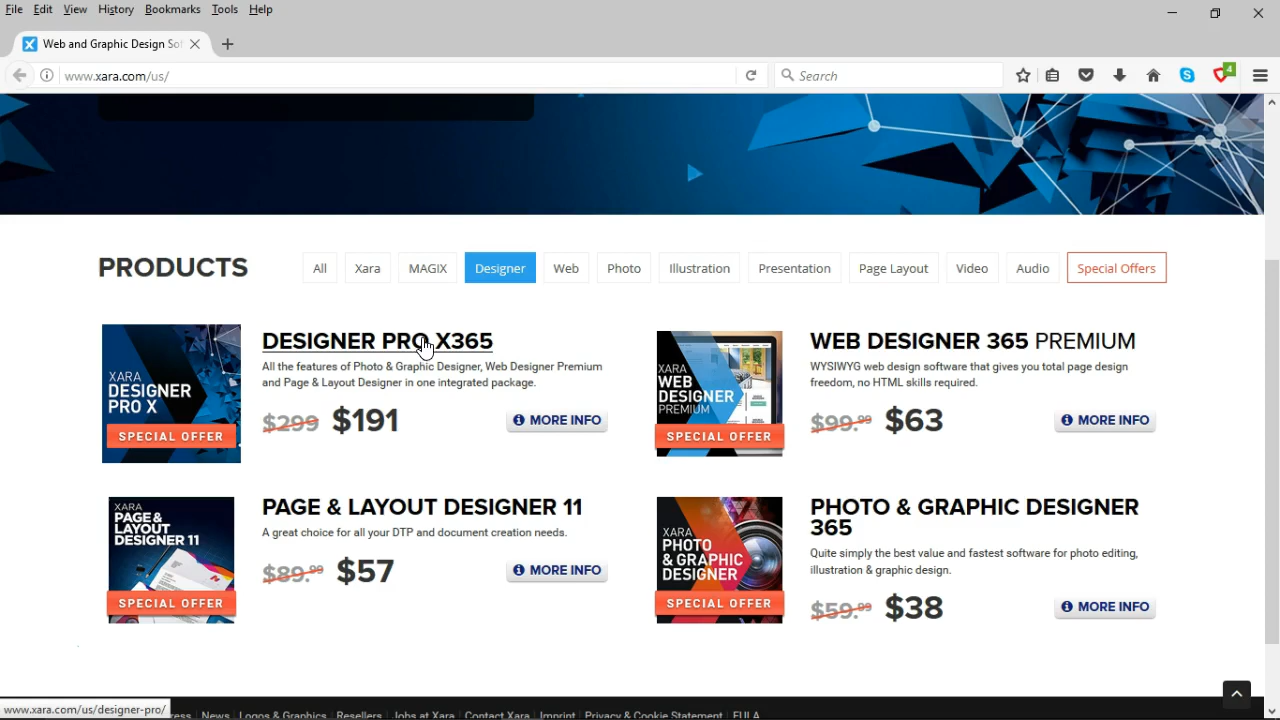 File Edit View History Bookmarks Tools Help
Web and Graphic Design Sof
www.xara.com/us/
Search
4
PRODUCTS
All Xara MAGIX Designer Web Photo Illustration Presentation Page Layout Video Audio Special Offers
XARA
DESIGNER
PRO X
SPECIAL OFFER
DESIGNER PRO X365
All the features of Photo & Graphic Designer, Web Designer Premium
and Page & Layout Designer in one integrated package.
$299 $191
MORE INFO
XARA
WEB
DESIGNER
PREMIUM
SPECIAL OFFER
WEB DESIGNER 365 PREMIUM
WYSIWYG web design software that gives you total page design
freedom, no HTML skills required.
$99.99 $63
MORE INFO
XARA
PAGE &
LAYOUT
DESIGNER 11
SPECIAL OFFER
PAGE & LAYOUT DESIGNER 11
A great choice for all your DTP and document creation needs.
$89.99 $57
MORE INFO
XARA
PHOTO
& GRAPHIC
DESIGNER
SPECIAL OFFER
PHOTO & GRAPHIC DESIGNER
365
Quite simply the best value and fastest software for photo editing,
illustration & graphic design.
$59.99 $38
MORE INFO
www.xara.com/us/designer-pro/
News Logos & Graphics Resellers Jobs at Xara Contact Xara Imprint Privacy & Cookie Statement EULA